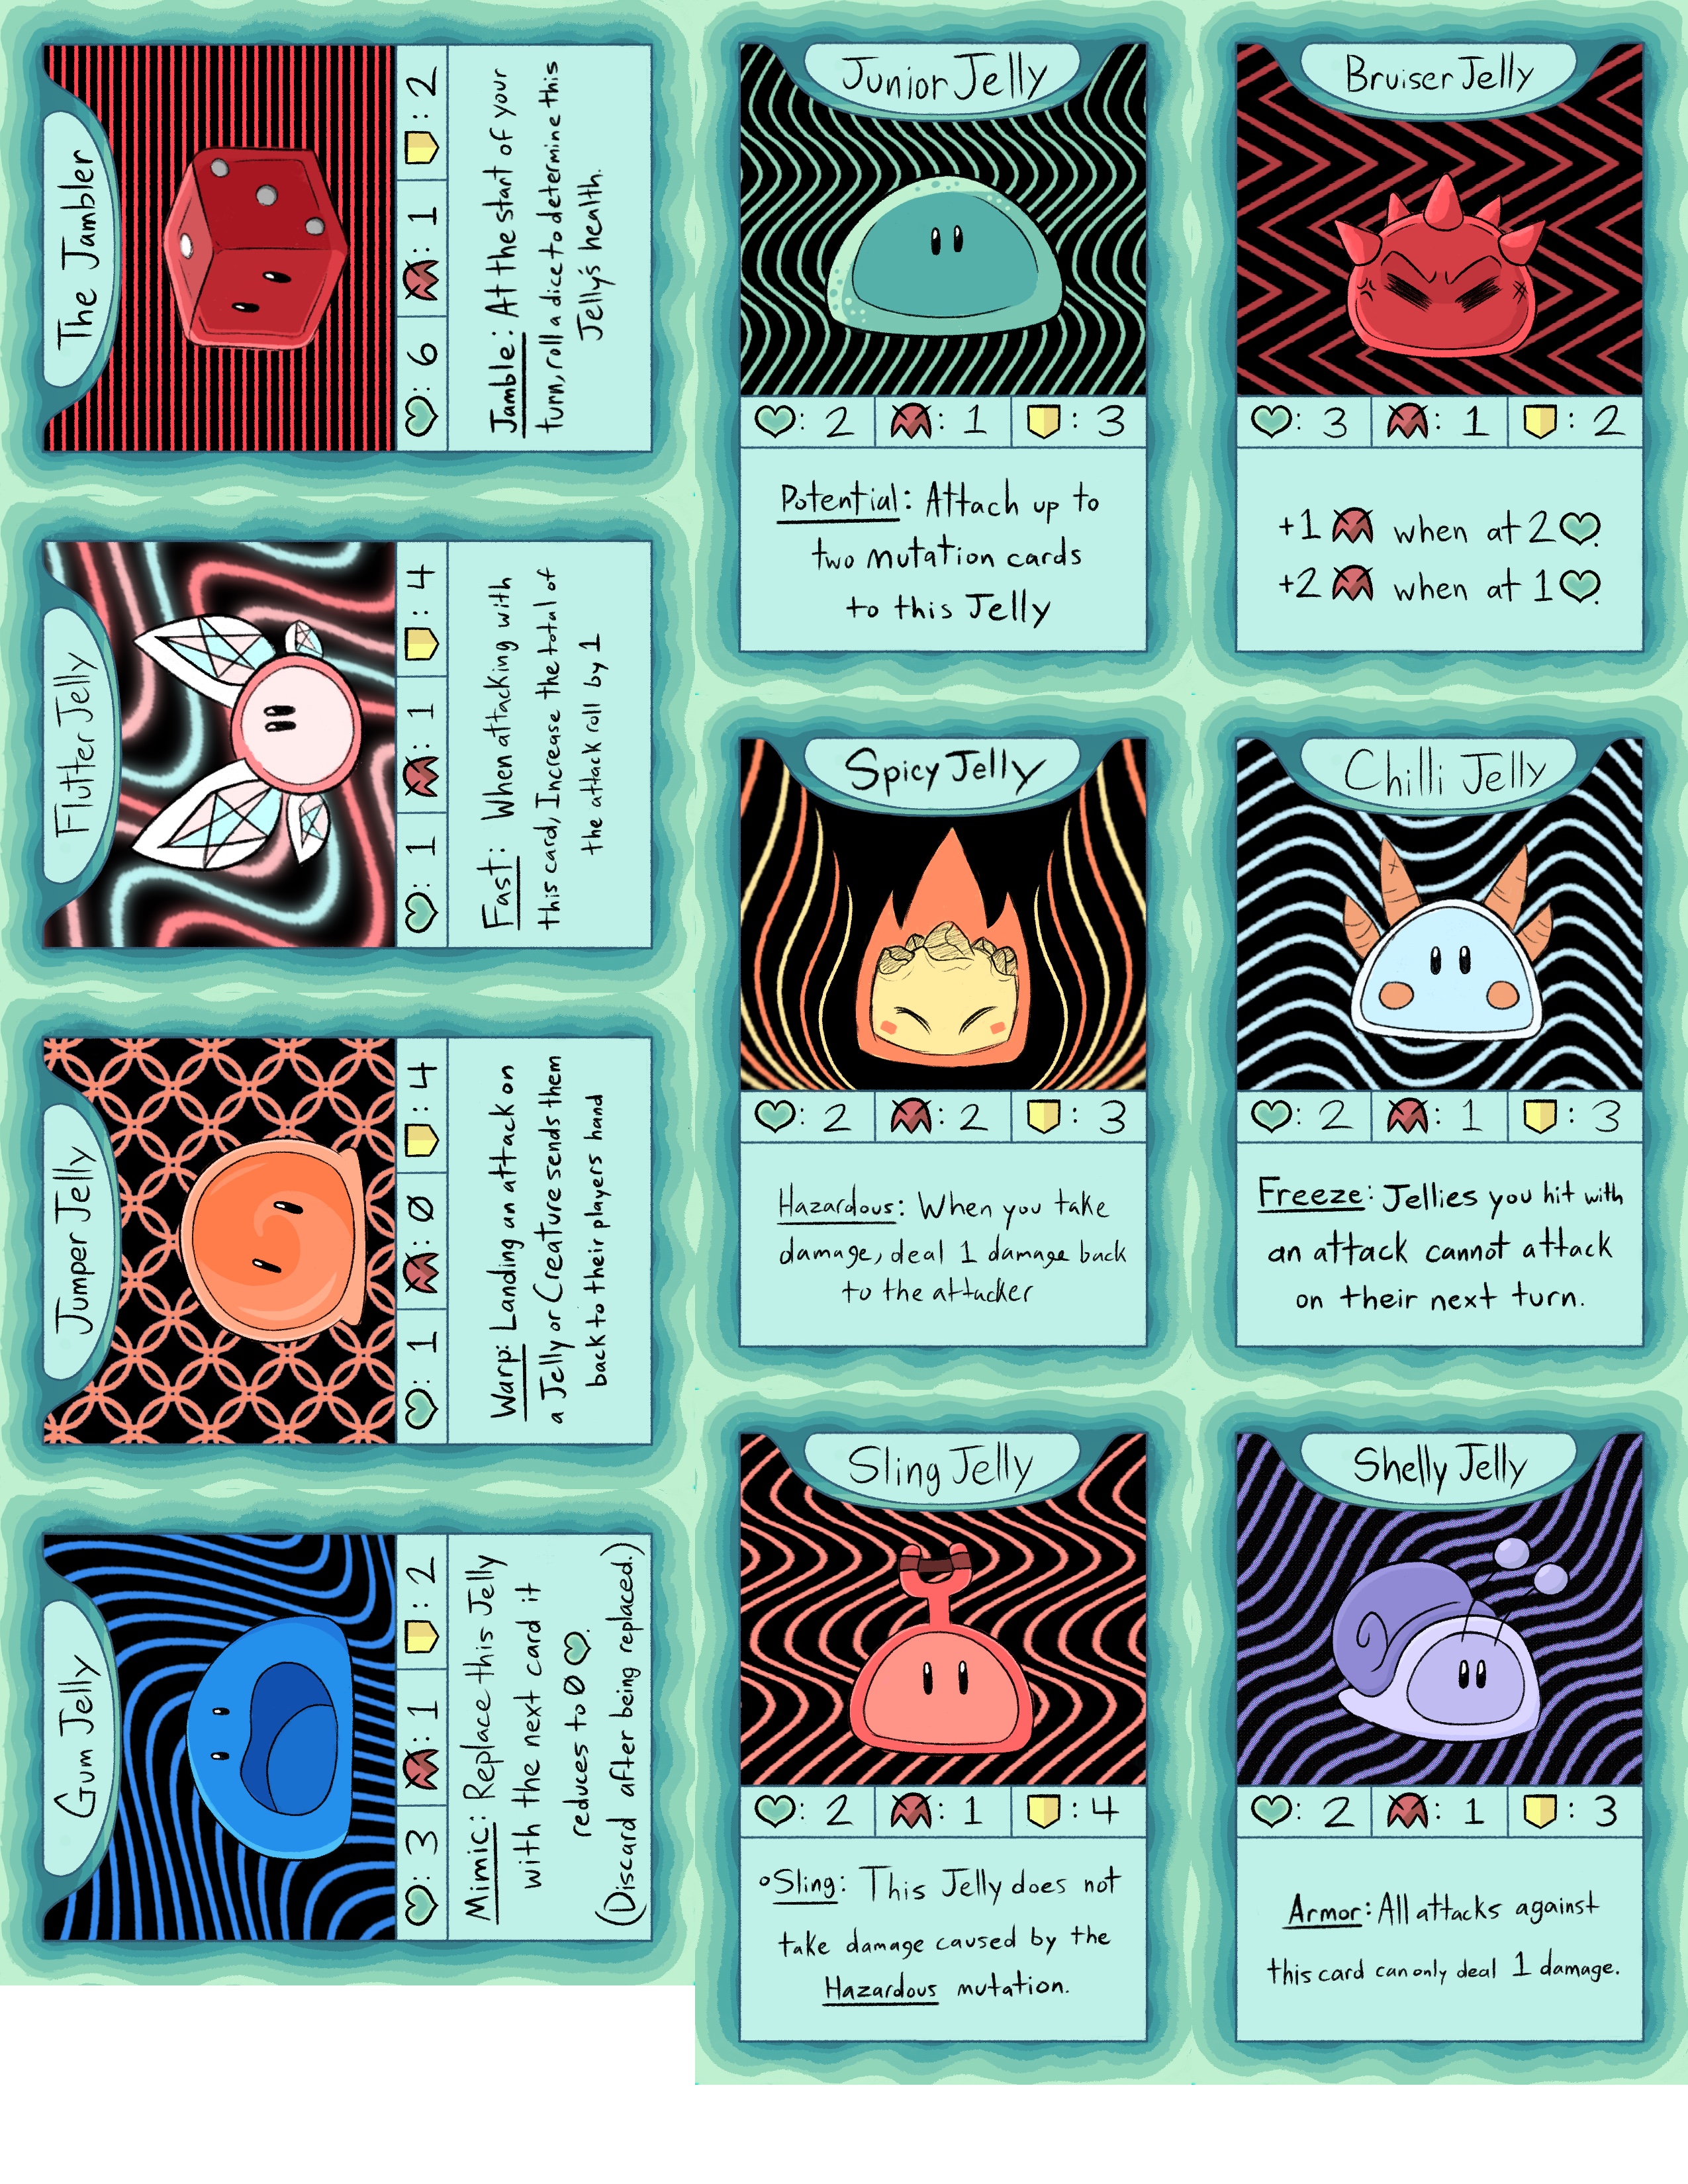 The Jambler
: 6 : 1 : 2
Jamble: At the start of your
turn, roll a dice to determine this
Jelly's health.
Flutter Jelly
: 1 : 1 : 4
Fast: When attacking with
this card, Increase the total of
the attack roll by 1
Jumper Jelly
: 1 : 0 : 4
Warp: Landing an attack on
a Jelly or Creature sends them
back to their players hand
Gum Jelly
: 3 : 1 : 2
Mimic: Replace this Jelly
with the next card it
reduces to 0 ♡.
(Discard after being replaced.)
Junior Jelly
: 2 : 1 : 3
Potential: Attach up to
two mutation cards
to this Jelly
Bruiser Jelly
: 3 : 1 : 2
+1 when at 2 ♡.
+2 when at 1 ♡.
Spicy Jelly
: 2 : 2 : 3
Hazardous: When you take
damage, deal 1 damage back
to the attacker
Chilli Jelly
: 2 : 1 : 3
Freeze: Jellies you hit with
an attack cannot attack
on their next turn.
Sling Jelly
: 2 : 1 : 4
°Sling: This Jelly does not
take damage caused by the
Hazardous mutation.
Shelly Jelly
: 2 : 1 : 3
Armor: All attacks against
this card can only deal 1 damage.